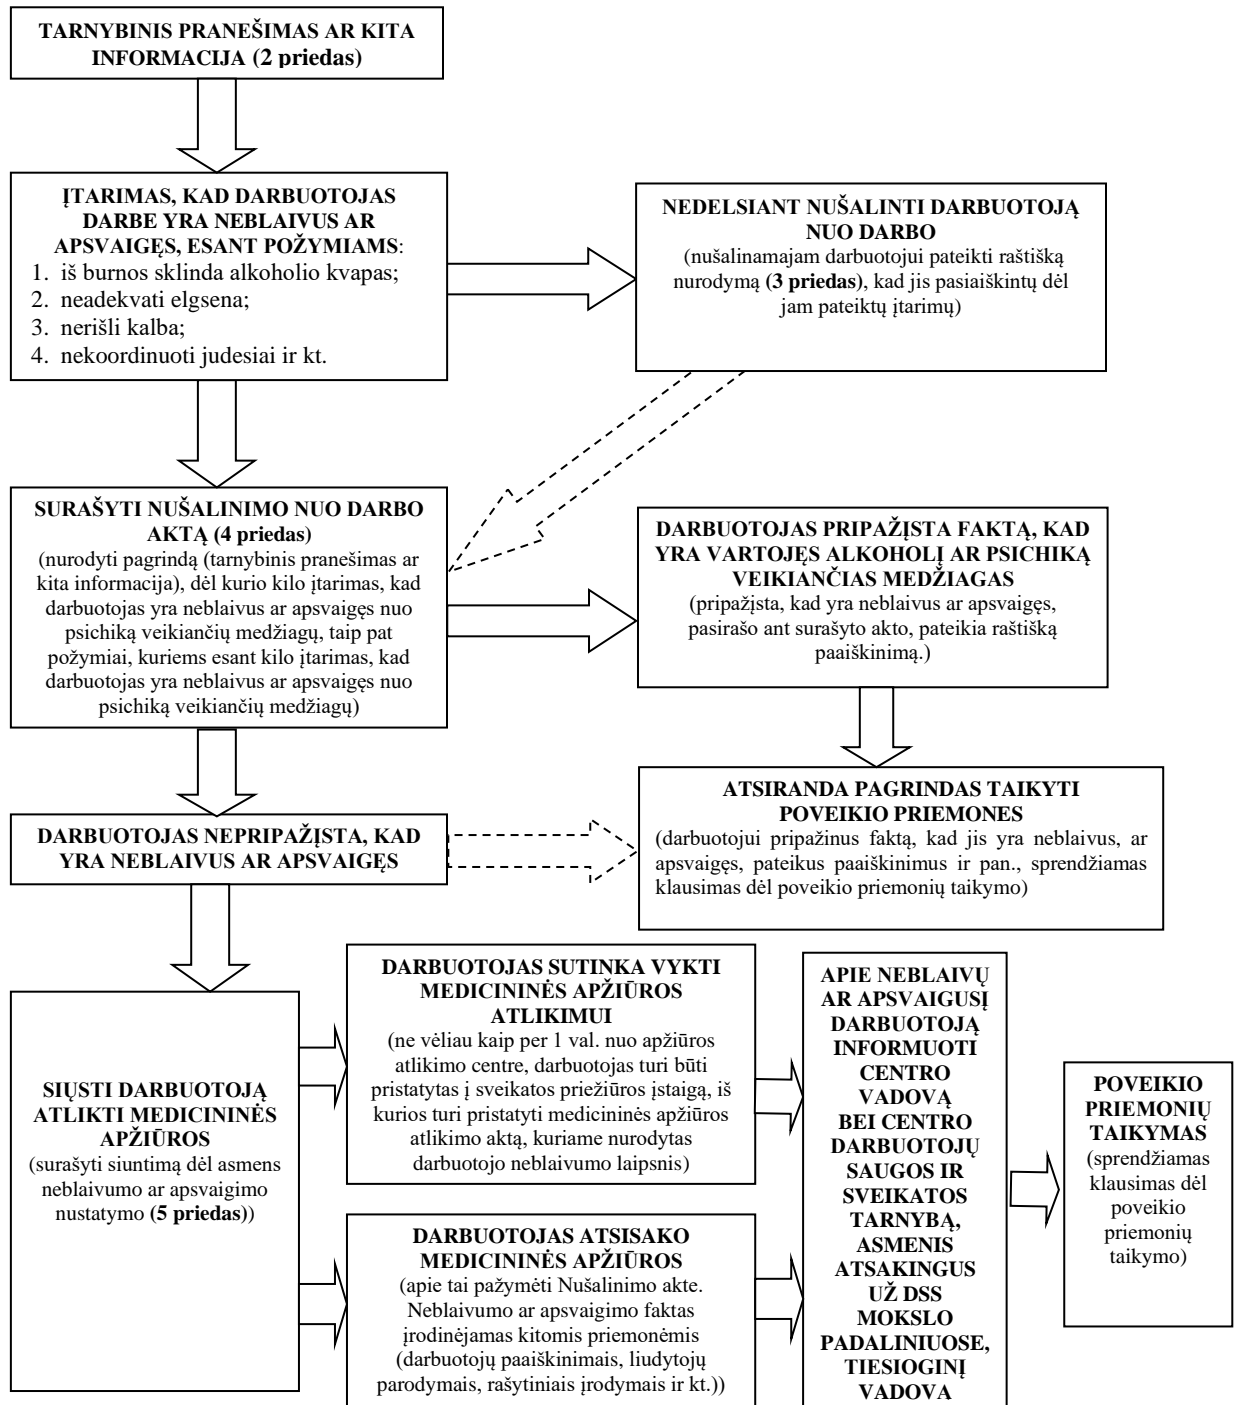 TARNYBINIS PRANEŠIMAS AR KITA
INFORMACIJA (2 priedas)
ĮTARIMAS, KAD DARBUOTOJAS
DARBE YRA NEBLAIVUS AR
APSVAIGĘS, ESANT POŽYMIAMS:
1. iš burnos sklinda alkoholio kvapas;
2. neadekvati elgsena;
3. nerišli kalba;
4. nekoordinuoti judesiai ir kt.
NEDELSIANT NUŠALINTI DARBUOTOJĄ
NUO DARBO
(nušalinamajam darbuotojui pateikti raštišką
nurodymą (3 priedas), kad jis pasiaiškintų dėl
jam pateiktų įtarimų)
SURAŠYTI NUŠALINIMO NUO DARBO
AKTĄ (4 priedas)
(nurodyti pagrindą (tarnybinis pranešimas ar
kita informacija), dėl kurio kilo įtarimas, kad
darbuotojas yra neblaivus ar apsvaigęs nuo
psichiką veikiančių medžiagų, taip pat
požymiai, kuriems esant kilo įtarimas, kad
darbuotojas yra neblaivus ar apsvaigęs nuo
psichiką veikiančių medžiagų)
DARBUOTOJAS PRIPAŽĮSTA FAKTĄ, KAD
YRA VARTOJĘS ALKOHOLĮ AR PSICHIKĄ
VEIKIANČIAS MEDŽIAGAS
(pripažįsta, kad yra neblaivus ar apsvaigęs,
pasirašo ant surašyto akto, pateikia raštišką
paaiškinimą.)
DARBUOTOJAS NEPRIPAŽĮSTA, KAD
YRA NEBLAIVUS AR APSVAIGĘS
ATSIRANDA PAGRINDAS TAIKYTI
POVEIKIO PRIEMONES
(darbuotojui pripažinus faktą, kad jis yra neblaivus, ar
apsvaigęs, pateikus paaiškinimus ir pan., sprendžiamas
klausimas dėl poveikio priemonių taikymo)
SIŲSTI DARBUOTOJĄ
ATLIKTI MEDICININĖS
APŽIŪROS
(surašyti siuntimą dėl asmens
neblaivumo ar apsvaigimo
nustatymo (5 priedas))
DARBUOTOJAS SUTINKA VYKTI
MEDICININĖS APŽIŪROS
ATLIKIMUI
(ne vėliau kaip per 1 val. nuo apžiūros
atlikimo centre, darbuotojas turi būti
pristatytas į sveikatos priežiūros įstaigą, iš
kurios turi pristatyti medicininės apžiūros
atlikimo aktą, kuriame nurodytas
darbuotojo neblaivumo laipsnis)
DARBUOTOJAS ATSISAKO
MEDICININĖS APŽIŪROS
(apie tai pažymėti Nušalinimo akte.
Neblaivumo ar apsvaigimo faktas
įrodinėjamas kitomis priemonėmis
(darbuotojų paaiškinimais, liudytojų
parodymais, rašytiniais įrodymais ir kt.))
APIE NEBLAIVŲ
AR APSVAIGUSĮ
DARBUOTOJĄ
INFORMUOTI
CENTRO
VADOVĄ
BEI CENTRO
DARBUOTOJŲ
SAUGOS IR
SVEIKATOS
TARNYBĄ,
ASMENIS
ATSAKINGUS
UŽ DSS
MOKSLO
PADALINIUOSE,
TIESIOGINĮ
VADOVA
POVEIKIO
PRIEMONIŲ
TAIKYMAS
(sprendžiamas
klausimas dėl
poveikio
priemonių
taikymo)